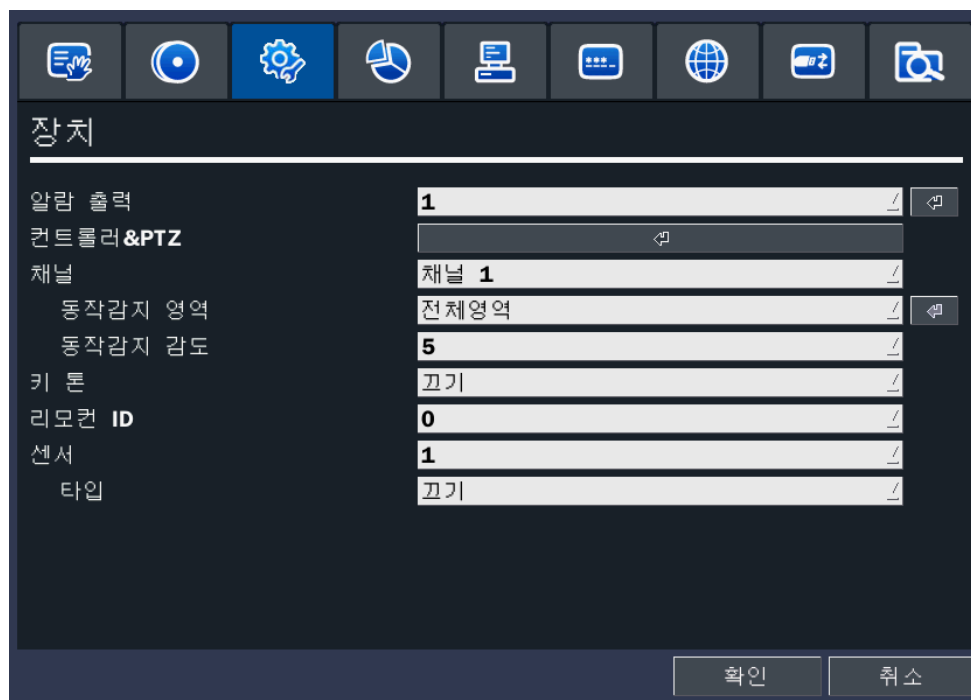 장치
알람 출력 1
컨트롤러&PTZ
채널 채널 1
동작감지 영역 전체영역
동작감지 감도 5
키 톤 끄기
리모컨 ID 0
센서 1
타입 끄기
확인 취소